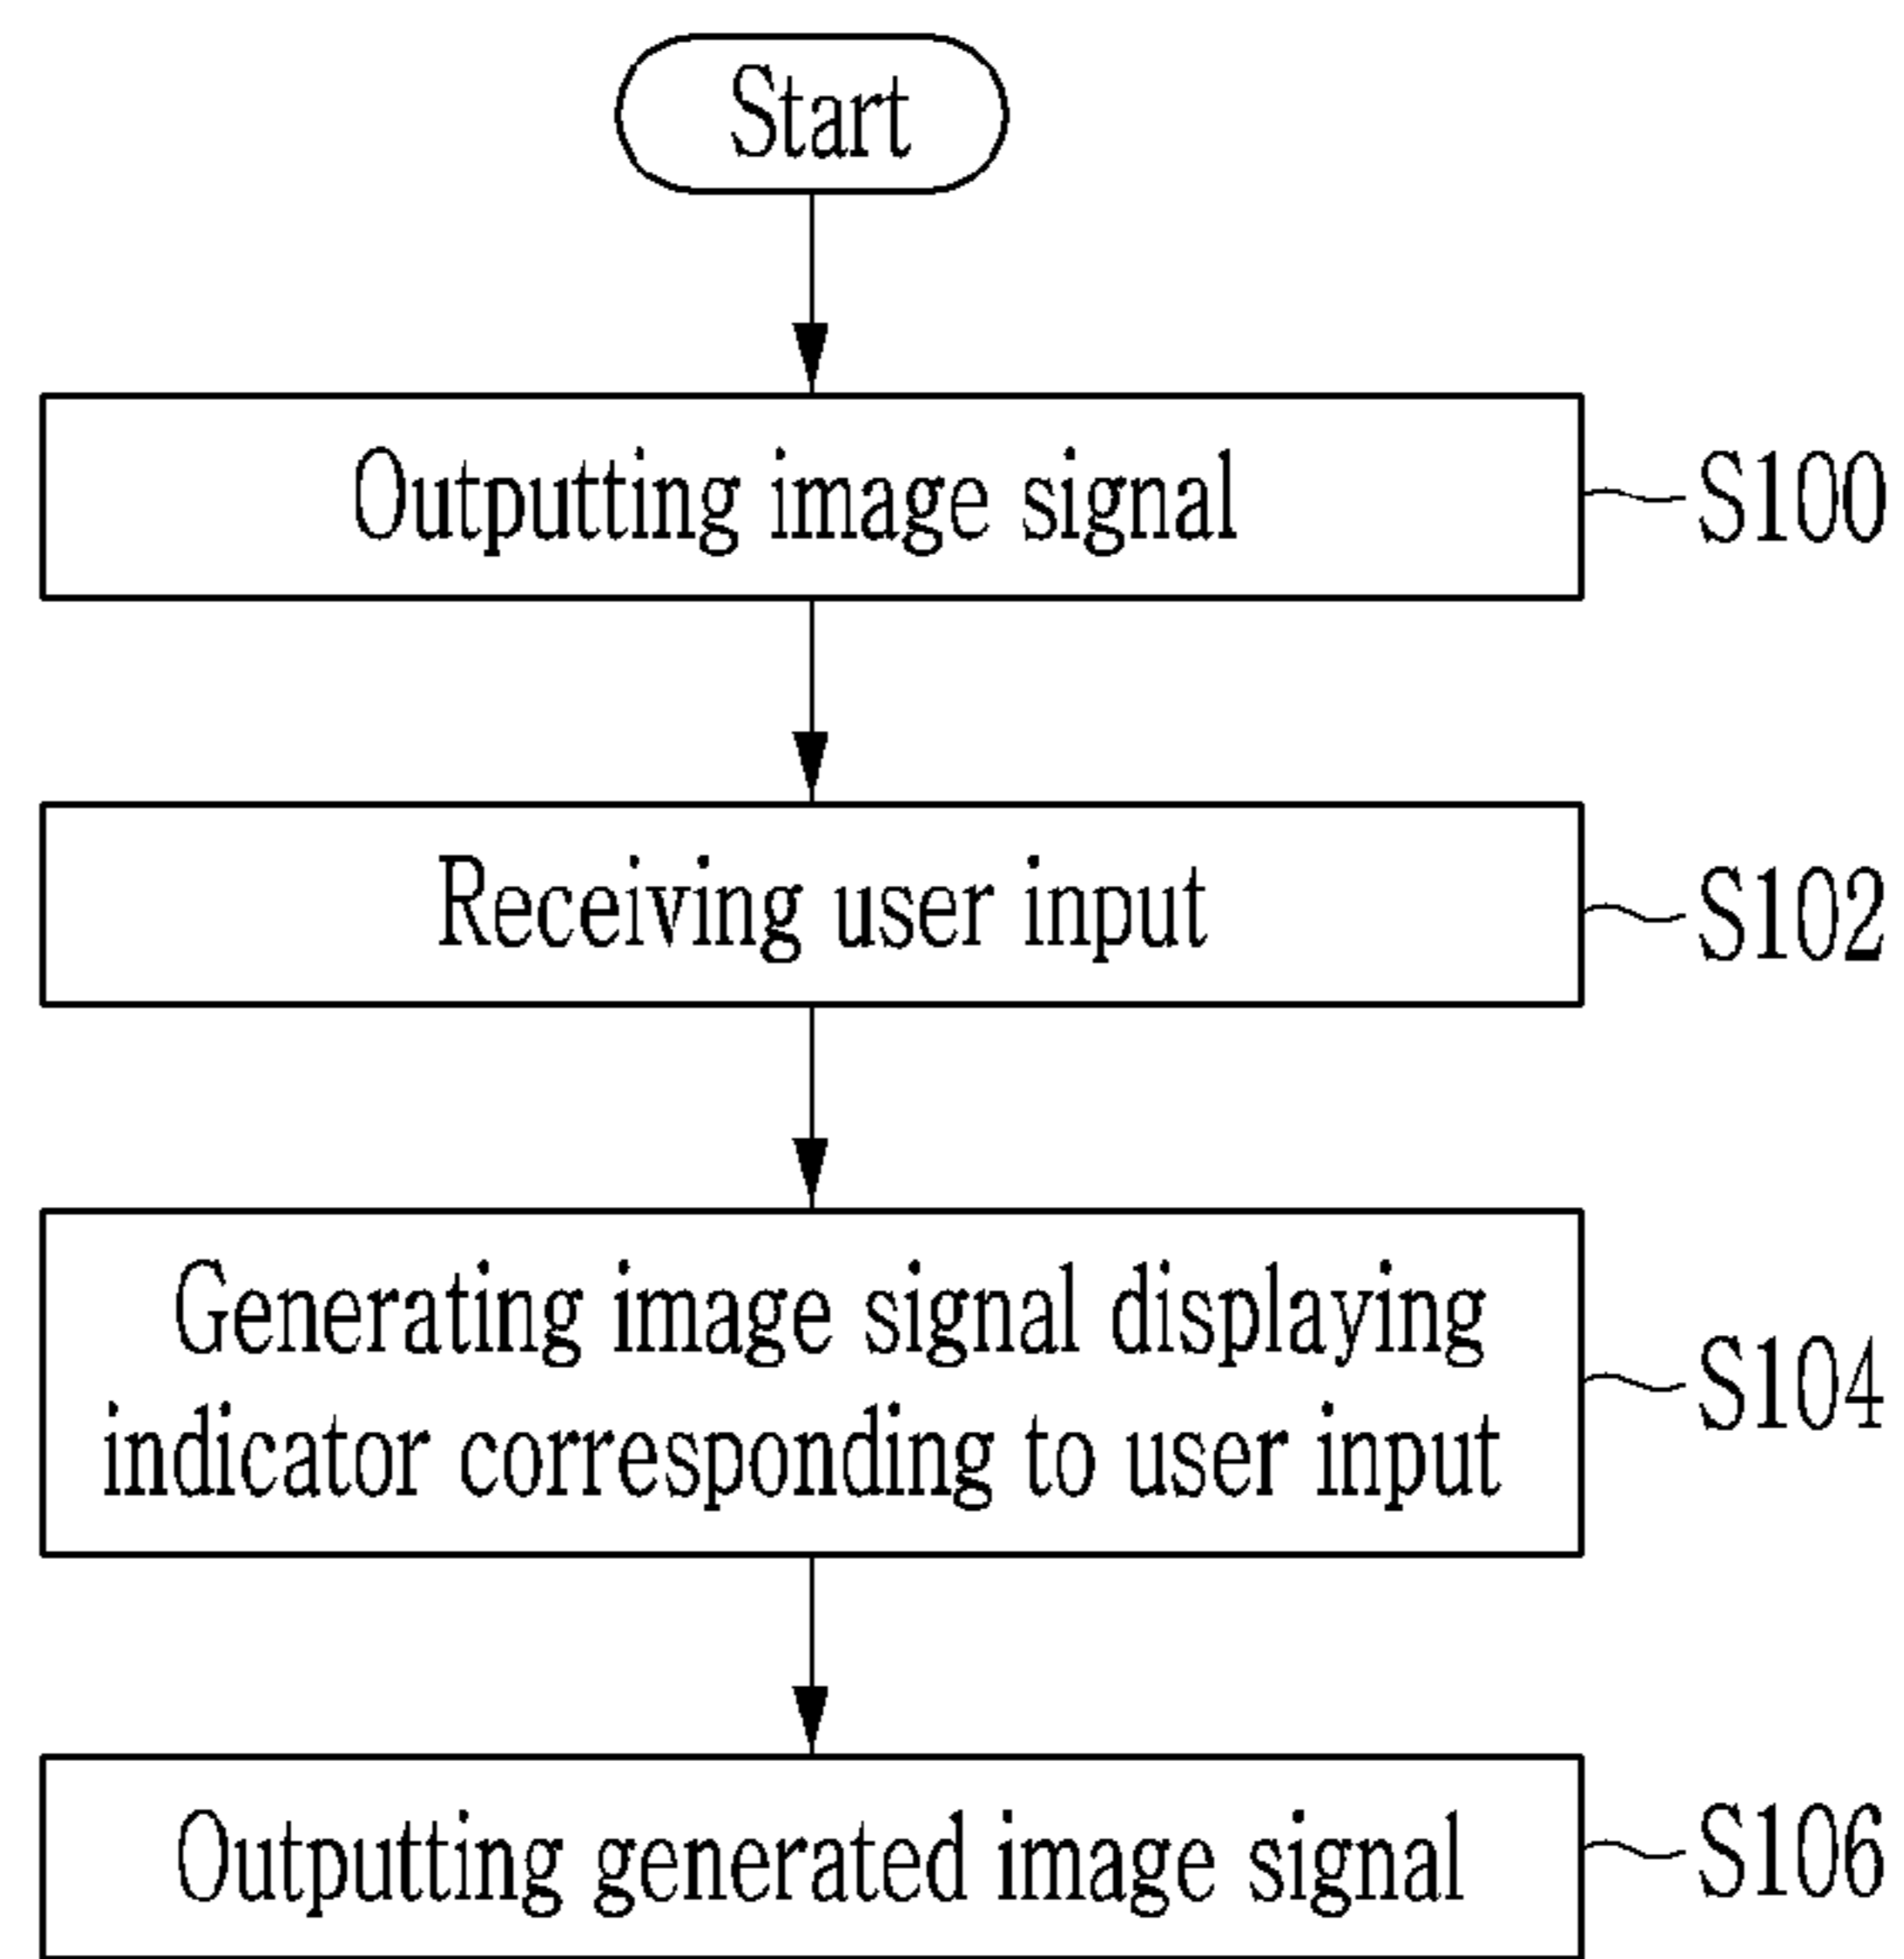 Start
Outputting image signal
S100
Receiving user input
S102
Generating image signal displaying
indicator corresponding to user input
S104
Outputting generated image signal
S106